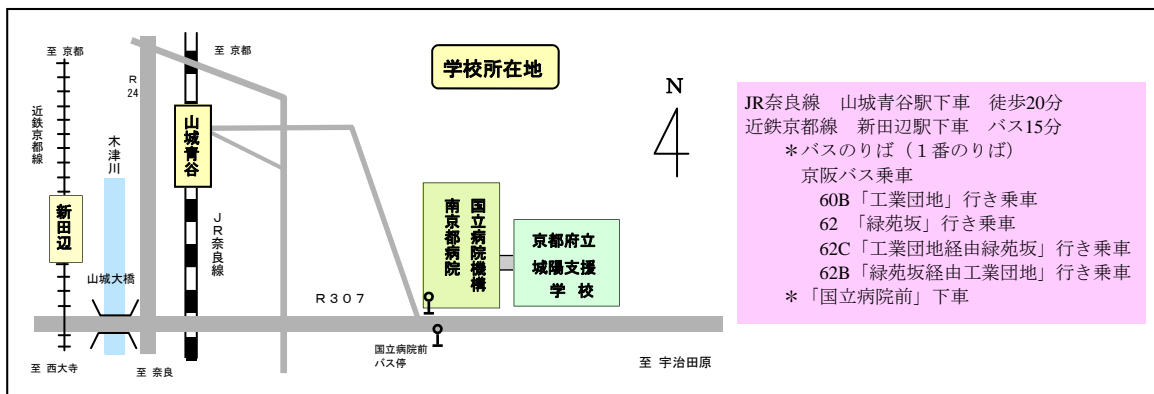 学校所在地
至 京都
R
24
至 京都
N
近鉄京都線
木津川
山城青谷
新田辺
JR奈良線
国立病院機構
南京都病院
京都府立
城陽支援
学 校
山城大橋
R307
国立病院前
バス停
至 西大寺
至 奈良
至 宇治田原
JR奈良線 山城青谷駅下車 徒歩20分
近鉄京都線 新田辺駅下車 バス15分
＊バスのりば（１番のりば）
京阪バス乗車
60B「工業団地」行き乗車
62 「緑苑坂」行き乗車
62C「工業団地経由緑苑坂」行き乗車
62B「緑苑坂経由工業団地」行き乗車
＊「国立病院前」下車